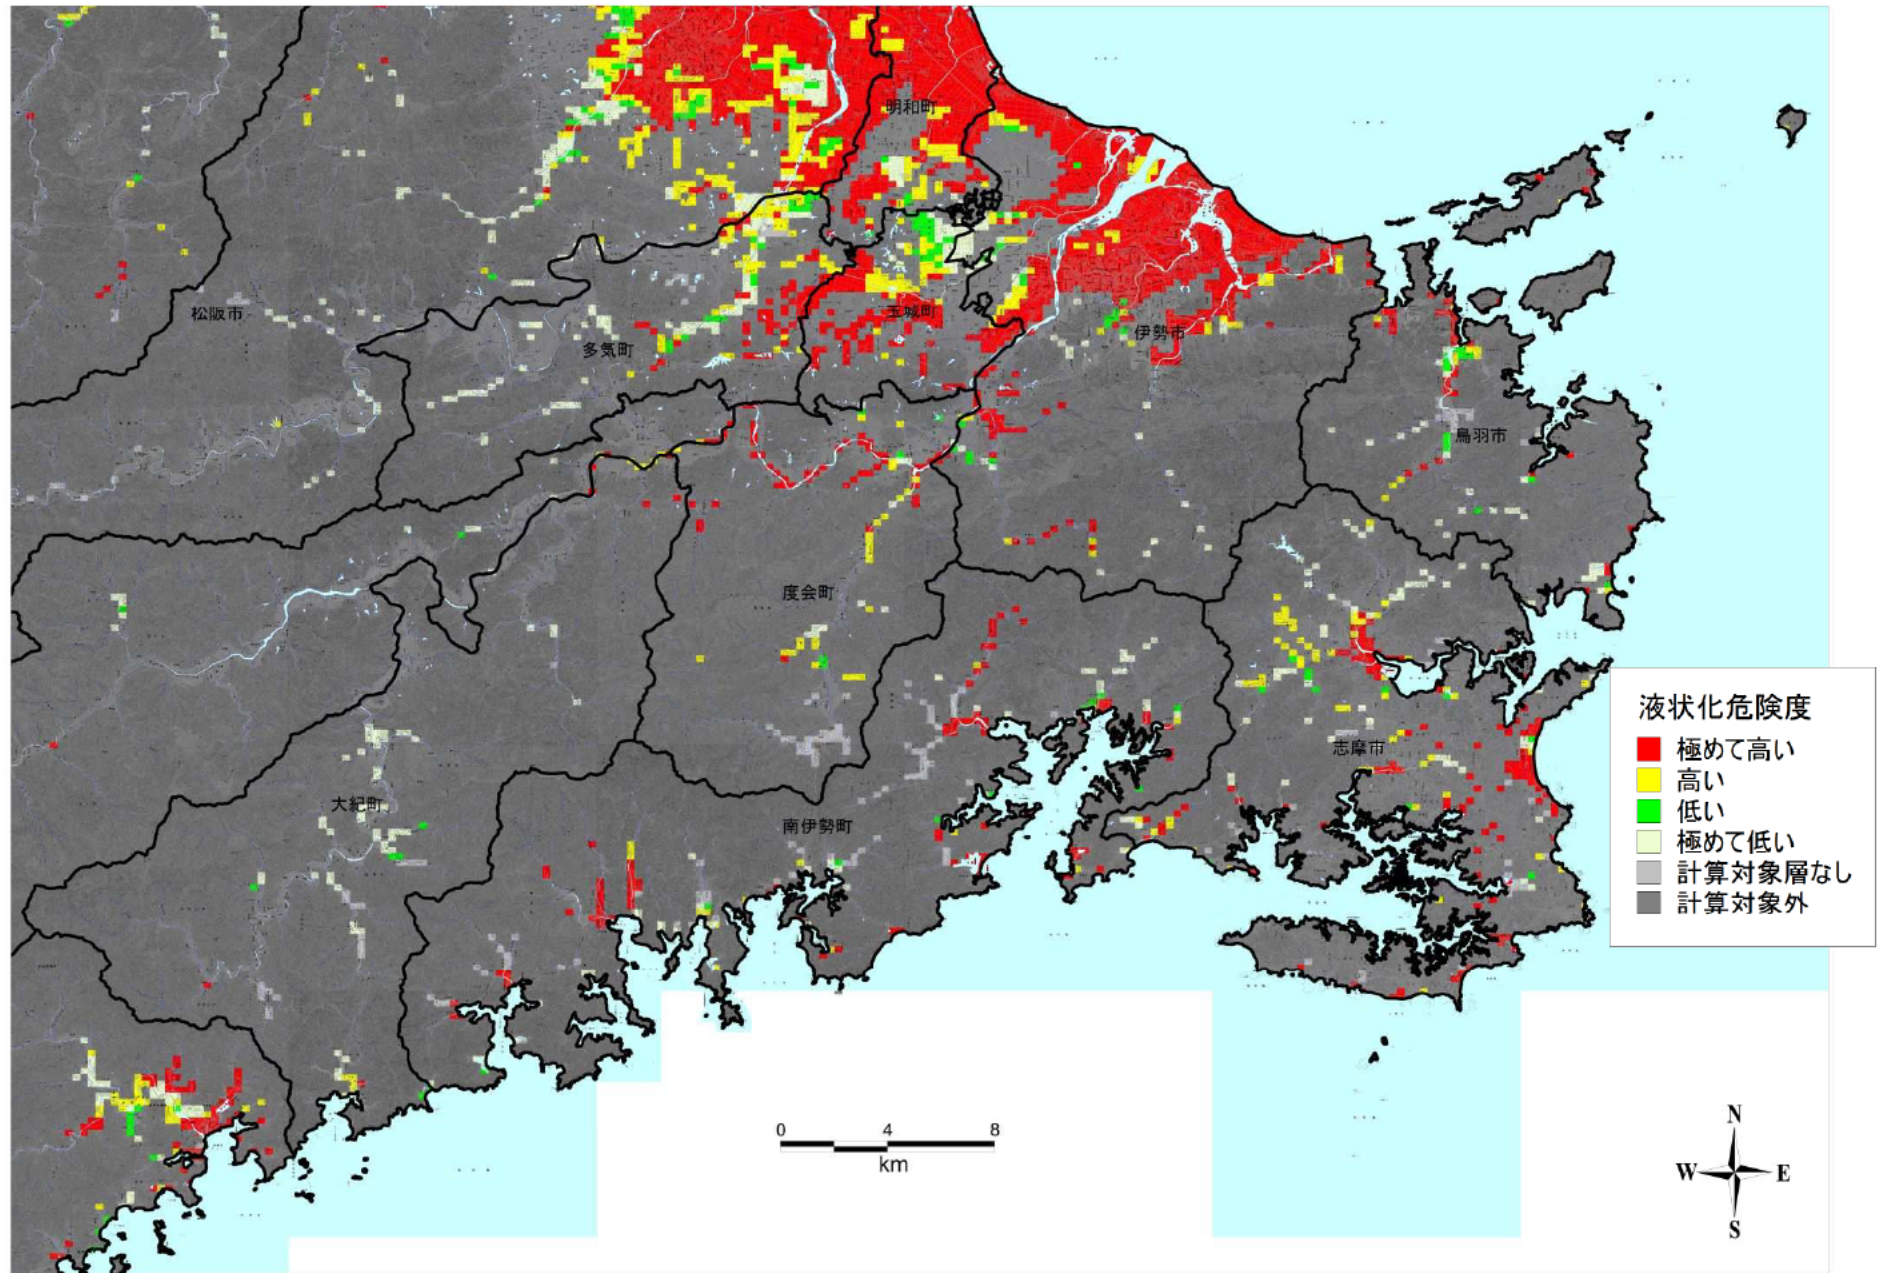 明和町
松阪市
多気町
玉城町
伊勢市
鳥羽市
度会町
志摩市
大紀町
南伊勢町
液状化危険度
極めて高い
高い
低い
極めて低い
計算対象層なし
計算対象外
0 4 8
km
N
W E
S